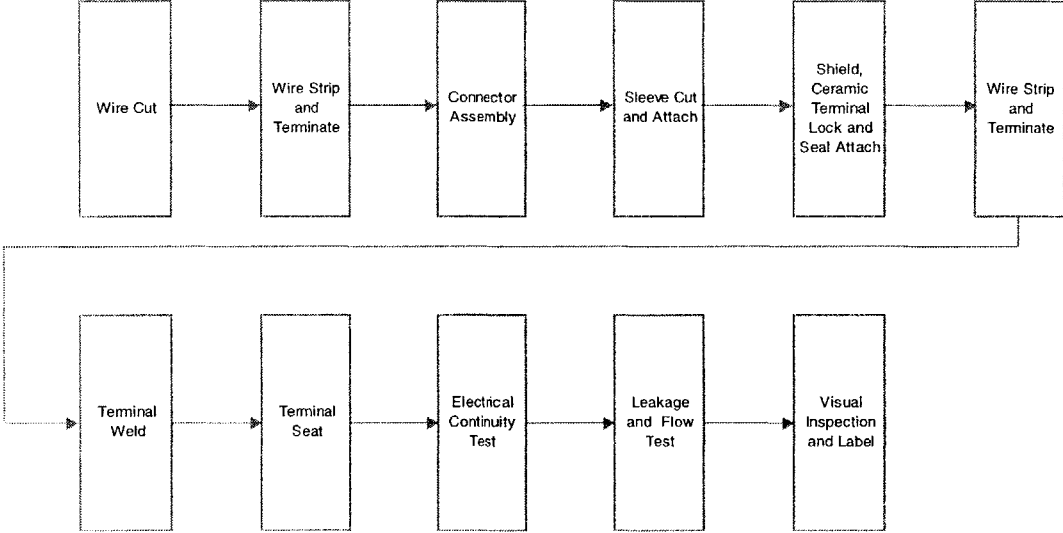 Wire Cut
Wire Strip
and
Terminate
Connector
Assembly
Sleeve Cut
and Attach
Shield,
Ceramic
Terminal
Lock and
Seal Attach
Wire Strip
and
Terminate
Terminal
Weld
Terminal
Seat
Electrical
Continuity
Test
Leakage
and Flow
Test
Visual
Inspection
and Label